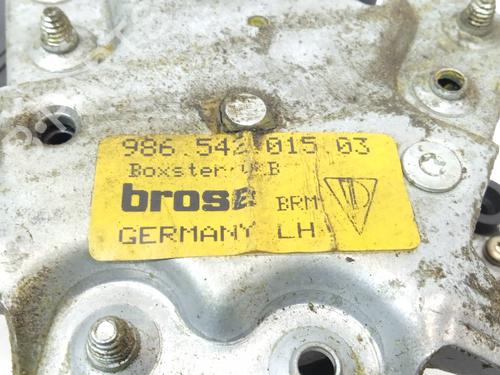 986 542 015 03
Boxster
brose BRM
GERMANY LH